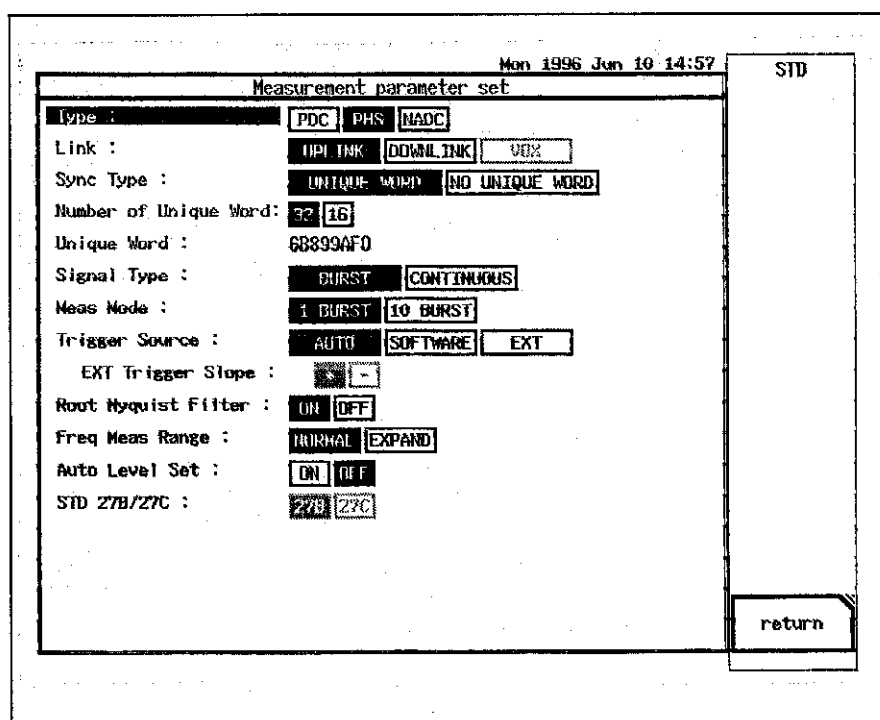 Mon 1996 Jun 10 14:57
STD
Measurement parameter set
Type : PDC PHS NADC
Link : UPLINK DOWNLINK VOX
Sync Type : UNIQUE WORD NO UNIQUE WORD
Number of Unique Word: 32 16
Unique Word : 6B899AF0
Signal Type : BURST CONTINUOUS
Meas Mode : 1 BURST 10 BURST
Trigger Source : AUTO SOFTWARE EXT
EXT Trigger Slope : + -
Root Nyquist Filter : ON OFF
Freq Meas Range : NORMAL EXPAND
Auto Level Set : ON OFF
STD 27B/27C : 27B 27C
return